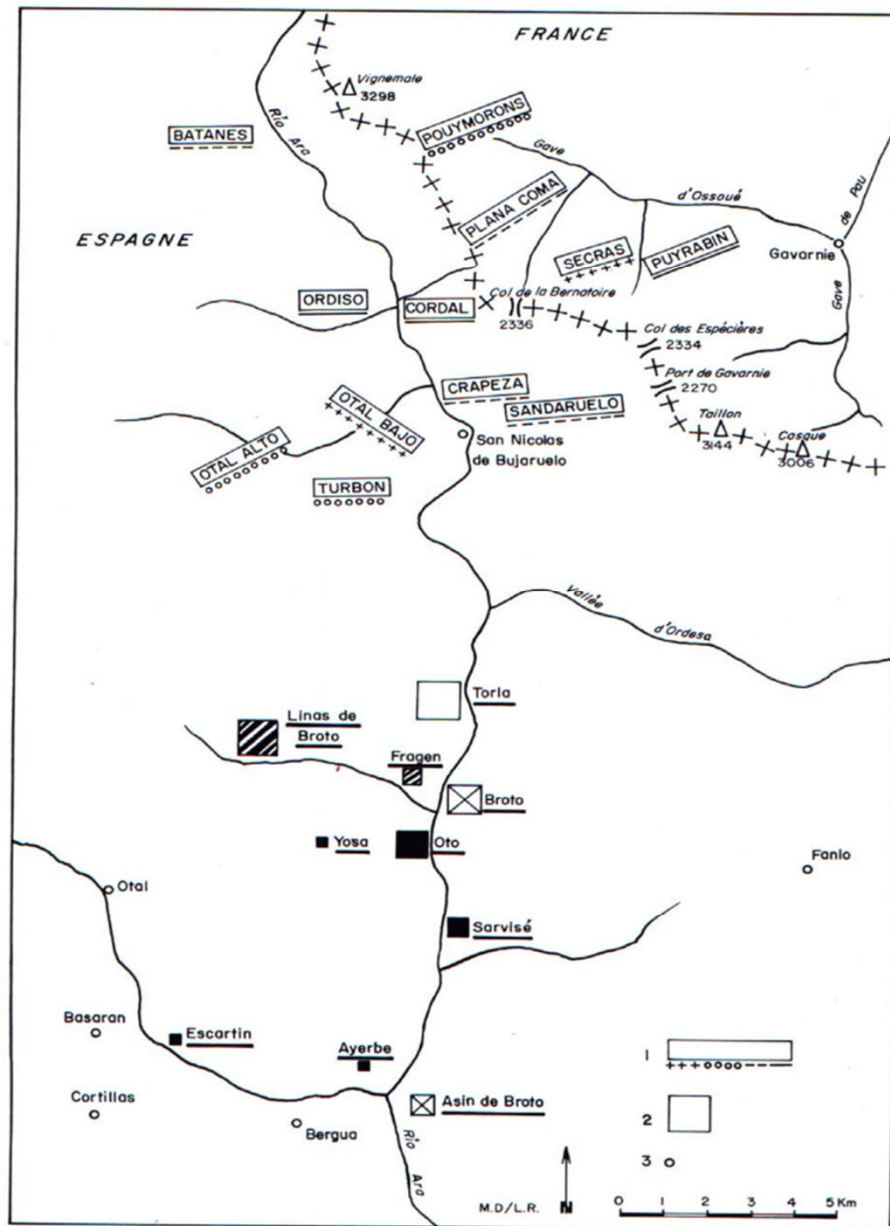 FRANCE
Vignemale
3298
Río Ara
BATANES
POUYMORONS
Gave
d'Ossoué
de Pau
PLANA COMA
ESPAGNE
SECRAS
PUYRABIN
Gavarnie
Gave
ORDISO
CORDAL
Col de la Bernatoire
2336
Col des Espécières
2334
Port de Gavarnie
2270
CRAPEZA
OTAL BAJO
SANDARUELO
Taillon
3144
Casque
3006
San Nicolas
de Bujaruelo
OTAL ALTO
TURBON
Vallée
d'Ordesa
Torla
Linas de
Broto
Fragen
Broto
Yosa
Oto
Fanlo
Otal
Sarvisé
Basaran
Escartin
Ayerbe
1
Cortillas
Asin de Broto
2
Bergua
Río
Ara
3
M.D/L.R.
N
0 1 2 3 4 5 Km